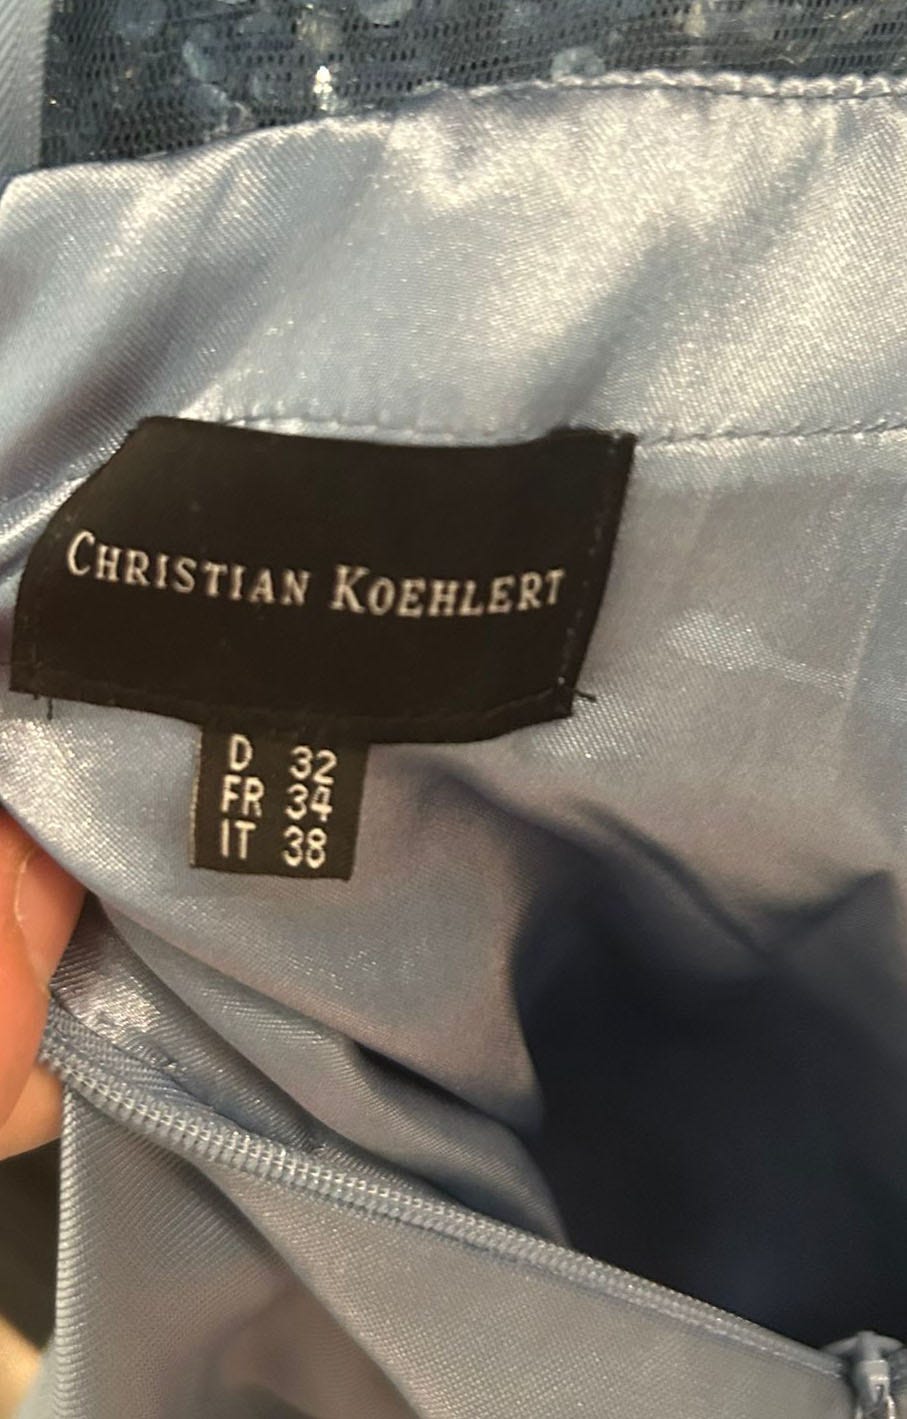 CHRISTIAN KOEHLERT
D 32
FR 34
IT 38